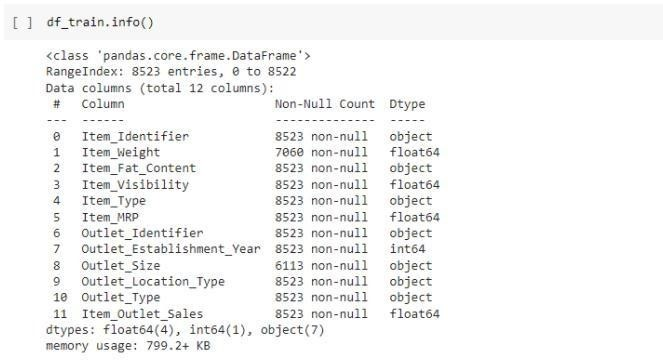 [ ] df_train.info()
<class 'pandas.core.frame.DataFrame'>
RangeIndex: 8523 entries, 0 to 8522
Data columns (total 12 columns):
 #   Column                     Non-Null Count  Dtype
---  ------                     --------------  -----
 0   Item_Identifier            8523 non-null   object
 1   Item_Weight                7060 non-null   float64
 2   Item_Fat_Content           8523 non-null   object
 3   Item_Visibility            8523 non-null   float64
 4   Item_Type                  8523 non-null   object
 5   Item_MRP                   8523 non-null   float64
 6   Outlet_Identifier          8523 non-null   object
 7   Outlet_Establishment_Year  8523 non-null   int64
 8   Outlet_Size                6113 non-null   object
 9   Outlet_Location_Type       8523 non-null   object
 10  Outlet_Type                8523 non-null   object
 11  Item_Outlet_Sales          8523 non-null   float64
dtypes: float64(4), int64(1), object(7)
memory usage: 799.2+ KB